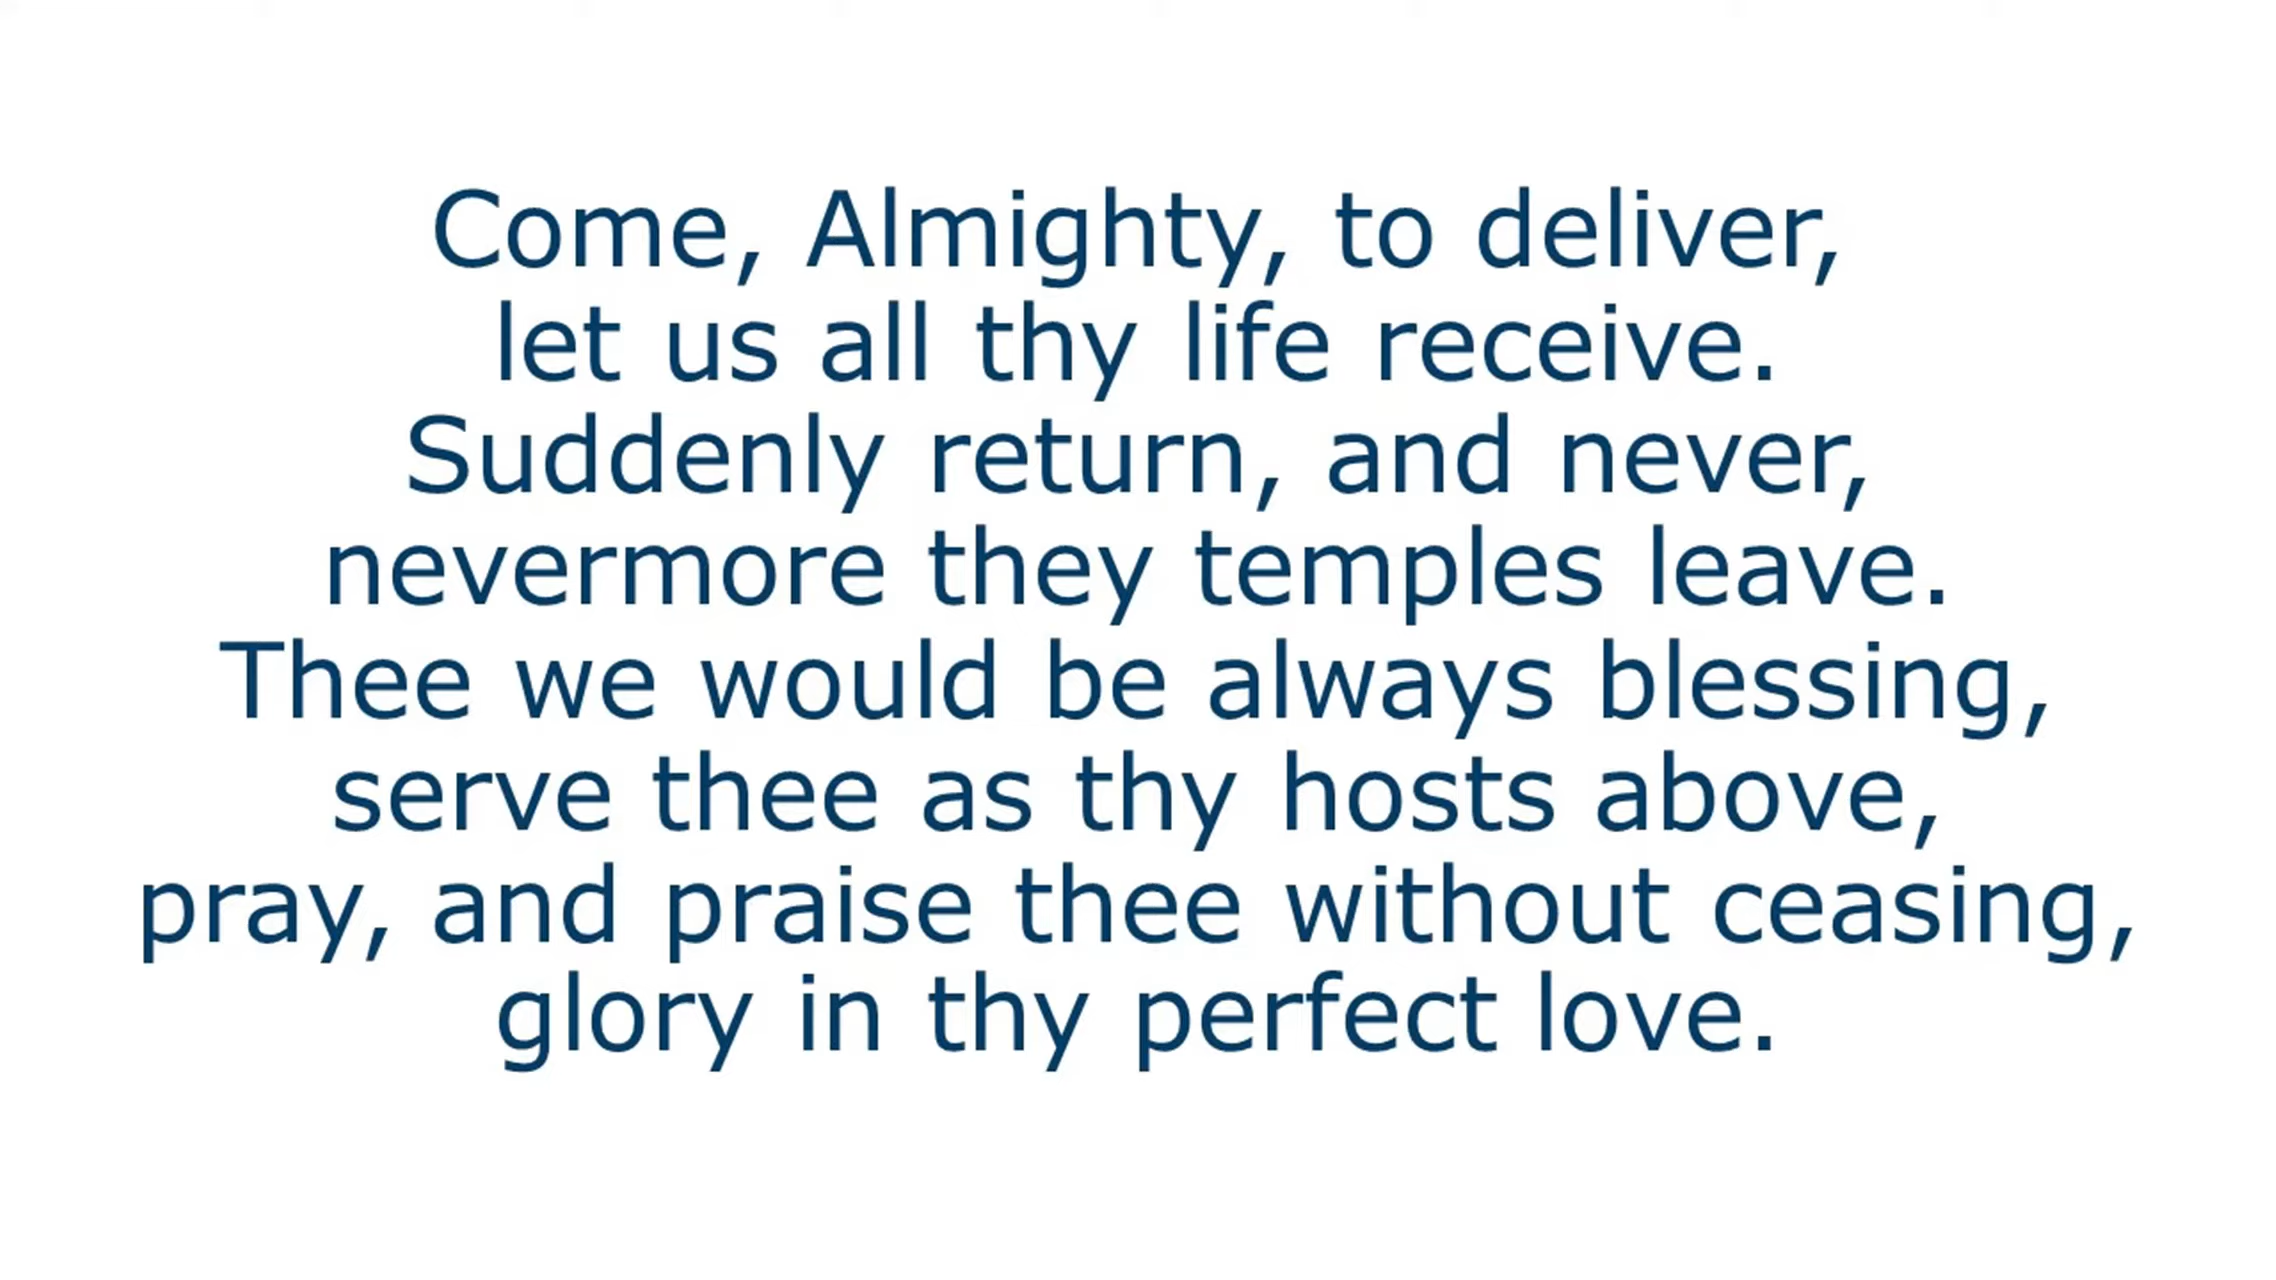 Come, Almighty, to deliver,
let us all thy life receive.
Suddenly return, and never,
nevermore they temples leave.
Thee we would be always blessing,
serve thee as thy hosts above,
pray, and praise thee without ceasing,
glory in thy perfect love.